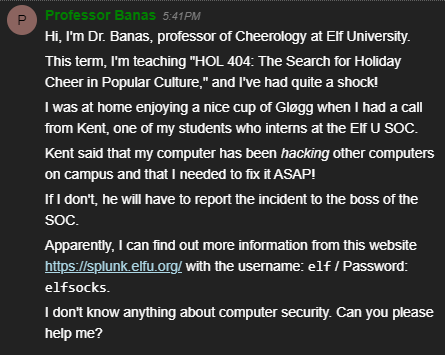 P
Professor Banas 5:41PM
Hi, I'm Dr. Banas, professor of Cheerology at Elf University.
This term, I'm teaching "HOL 404: The Search for Holiday
Cheer in Popular Culture," and I've had quite a shock!
I was at home enjoying a nice cup of Gløgg when I had a call
from Kent, one of my students who interns at the Elf U SOC.
Kent said that my computer has been hacking other computers
on campus and that I needed to fix it ASAP!
If I don't, he will have to report the incident to the boss of the
SOC.
Apparently, I can find out more information from this website
https://splunk.elfu.org/ with the username: elf / Password:
elfsocks.
I don't know anything about computer security. Can you please
help me?